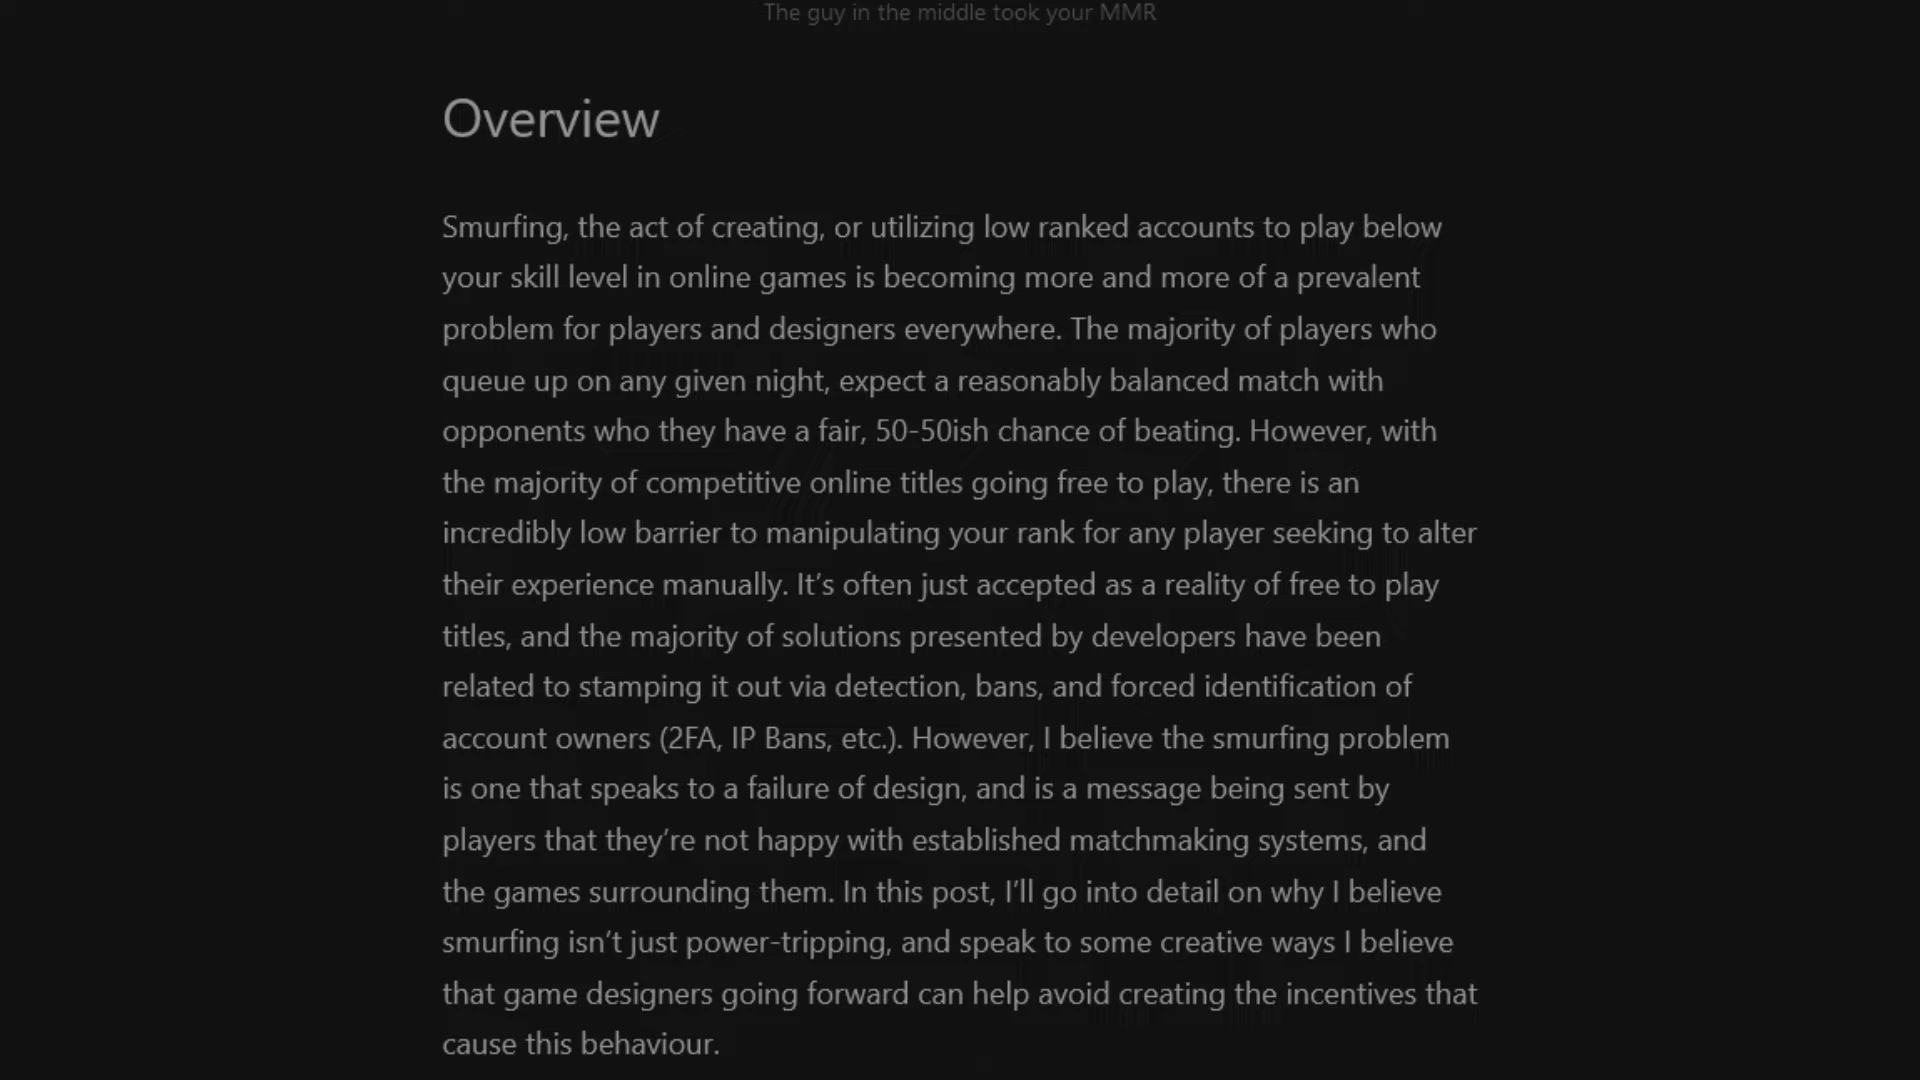 The guy in the middle took your MMR
Overview
Smurfing, the act of creating, or utilizing low ranked accounts to play below
your skill level in online games is becoming more and more of a prevalent
problem for players and designers everywhere. The majority of players who
queue up on any given night, expect a reasonably balanced match with
opponents who they have a fair, 50-50ish chance of beating. However, with
the majority of competitive online titles going free to play, there is an
incredibly low barrier to manipulating your rank for any player seeking to alter
their experience manually. It’s often just accepted as a reality of free to play
titles, and the majority of solutions presented by developers have been
related to stamping it out via detection, bans, and forced identification of
account owners (2FA, IP Bans, etc.). However, I believe the smurfing problem
is one that speaks to a failure of design, and is a message being sent by
players that they’re not happy with established matchmaking systems, and
the games surrounding them. In this post, I’ll go into detail on why I believe
smurfing isn’t just power-tripping, and speak to some creative ways I believe
that game designers going forward can help avoid creating the incentives that
cause this behaviour.